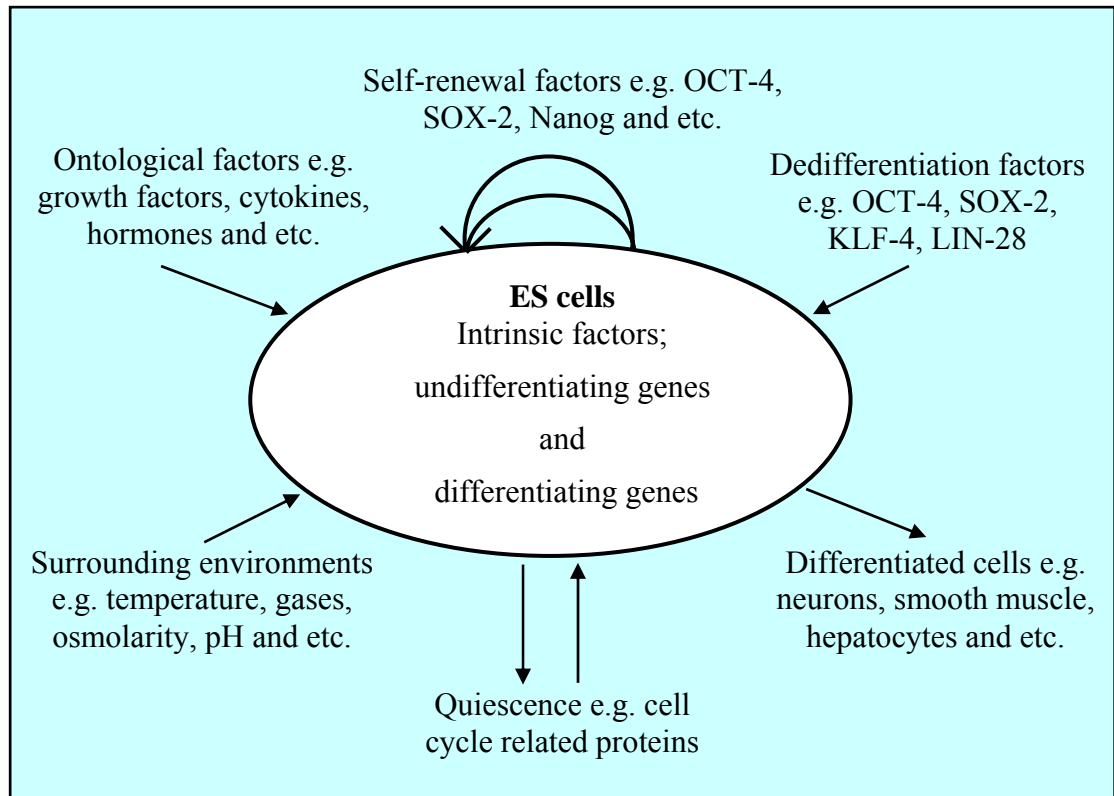 Self-renewal factors e.g. OCT-4,
SOX-2, Nanog and etc.
Ontological factors e.g.
growth factors, cytokines,
hormones and etc.
Dedifferentiation factors
e.g. OCT-4, SOX-2,
KLF-4, LIN-28
ES cells
Intrinsic factors;
undifferentiating genes
and
differentiating genes
Surrounding environments
e.g. temperature, gases,
osmolarity, pH and etc.
Differentiated cells e.g.
neurons, smooth muscle,
hepatocytes and etc.
Quiescence e.g. cell
cycle related proteins